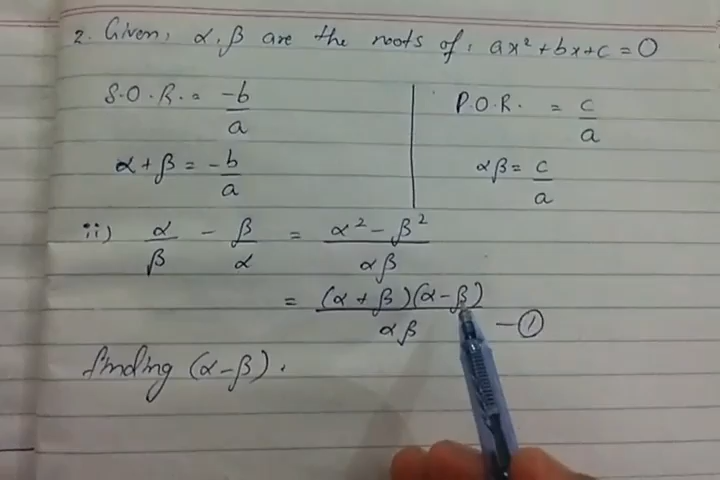 2. Given, α, β are the roots of, ax² + bx + c = 0
S.O.R. = -b/a
P.O.R. = c/a
α + β = -b/a
αβ = c/a
ii) α/β - β/α = α² - β²/αβ
= (α + β)(α - β)/αβ - ①
finding (α - β).